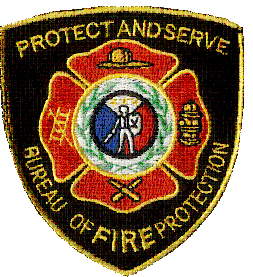 PROTECT AND SERVE
BUREAU OF FIRE PROTECTION